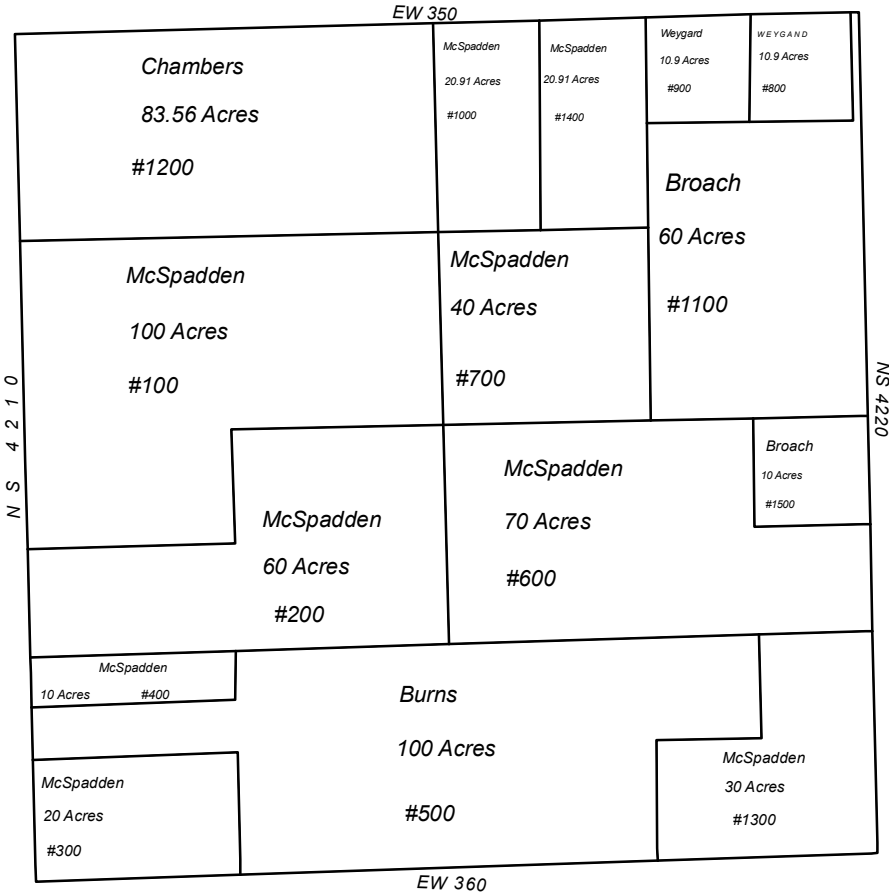 EW 350
Chambers
83.56 Acres
#1200
McSpadden
20.91 Acres
#1000
McSpadden
20.91 Acres
#1400
Weygard
10.9 Acres
#900
WEYGAND
10.9 Acres
#800
Broach
60 Acres
#1100
McSpadden
100 Acres
#100
McSpadden
40 Acres
#700
NS 4210
NS 4220
McSpadden
60 Acres
#200
McSpadden
70 Acres
#600
Broach
10 Acres
#1500
McSpadden
10 Acres #400
Burns
100 Acres
#500
McSpadden
20 Acres
#300
McSpadden
30 Acres
#1300
EW 360